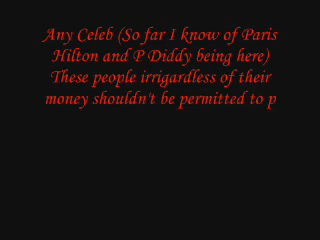 Any Celeb (So far I know of Paris
Hilton and P Diddy being here)
These people irrigardless of their
money shouldn't be permitted to p